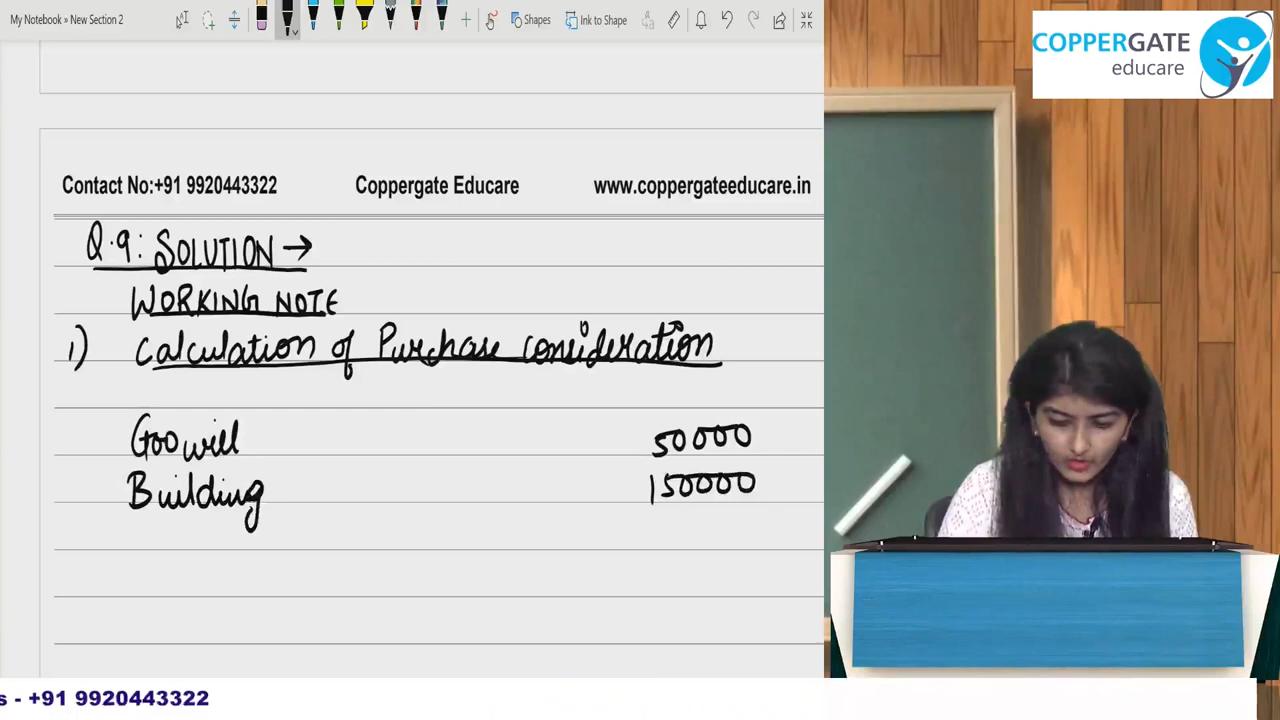 My Notebook » New Section 2
Shapes
Ink to Shape
COPPERGATE
educare
Contact No:+91 9920443322 Coppergate Educare www.coppergateeducare.in
Q.9: SOLUTION →
WORKING NOTE
1) Calculation of Purchase consideration
Goowill 50000
Building 150000
s - +91 9920443322